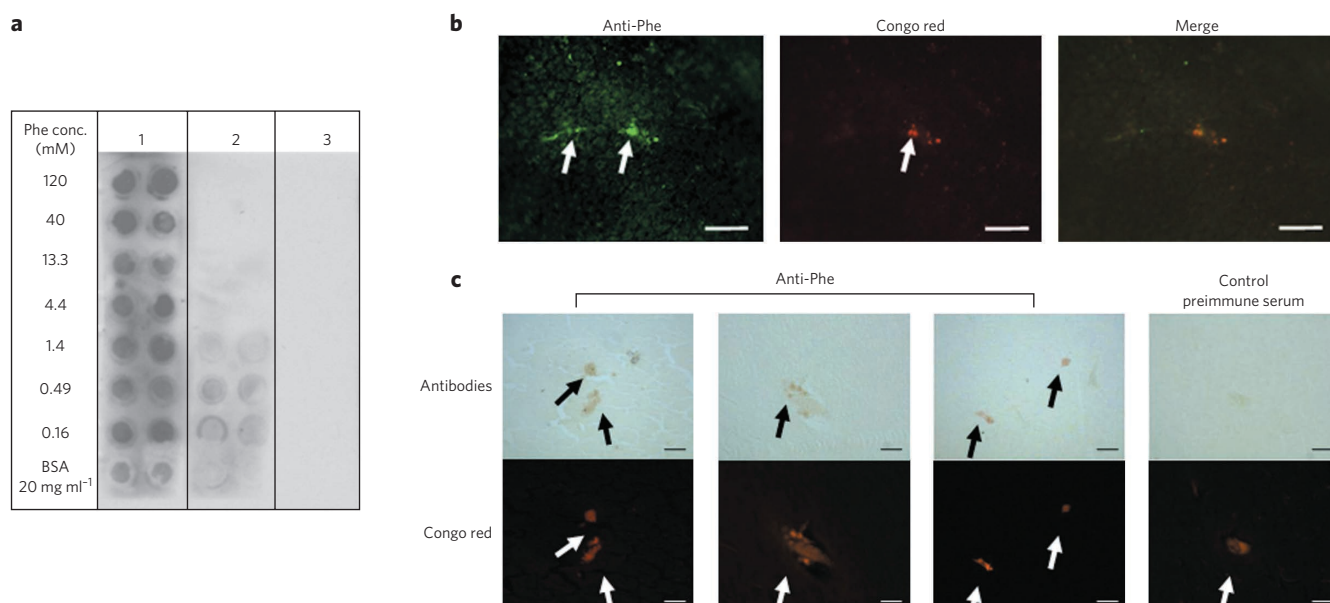 a
Phe conc.
(mM)
1 2 3
120
40
13.3
4.4
1.4
0.49
0.16
BSA
20 mg ml⁻¹
b
Anti-Phe Congo red Merge
c
Anti-Phe
Control
preimmune serum
Antibodies
Congo red